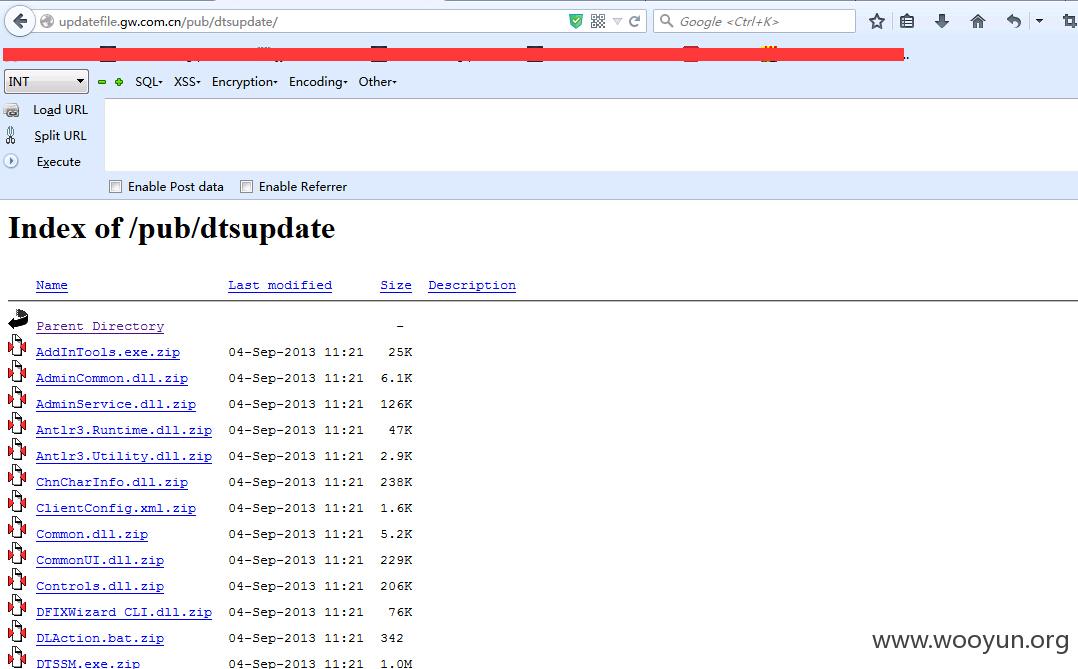 updatefile.gw.com.cn/pub/dtsupdate/
Google <Ctrl+K>
INT SQL XSS Encryption Encoding Other
Load URL
Split URL
Execute
Enable Post data Enable Referrer
Index of /pub/dtsupdate
Name Last modified Size Description
Parent Directory -
AddInTools.exe.zip 04-Sep-2013 11:21 25K
AdminCommon.dll.zip 04-Sep-2013 11:21 6.1K
AdminService.dll.zip 04-Sep-2013 11:21 126K
Antlr3.Runtime.dll.zip 04-Sep-2013 11:21 47K
Antlr3.Utility.dll.zip 04-Sep-2013 11:21 2.9K
ChnCharInfo.dll.zip 04-Sep-2013 11:21 238K
ClientConfig.xml.zip 04-Sep-2013 11:21 1.6K
Common.dll.zip 04-Sep-2013 11:21 5.2K
CommonUI.dll.zip 04-Sep-2013 11:21 229K
Controls.dll.zip 04-Sep-2013 11:21 206K
DFIXWizard_CLI.dll.zip 04-Sep-2013 11:21 76K
DLAction.bat.zip 04-Sep-2013 11:21 342
DTSSM.exe.zip 04-Sep-2013 11:21 1.0M
www.wooyun.org